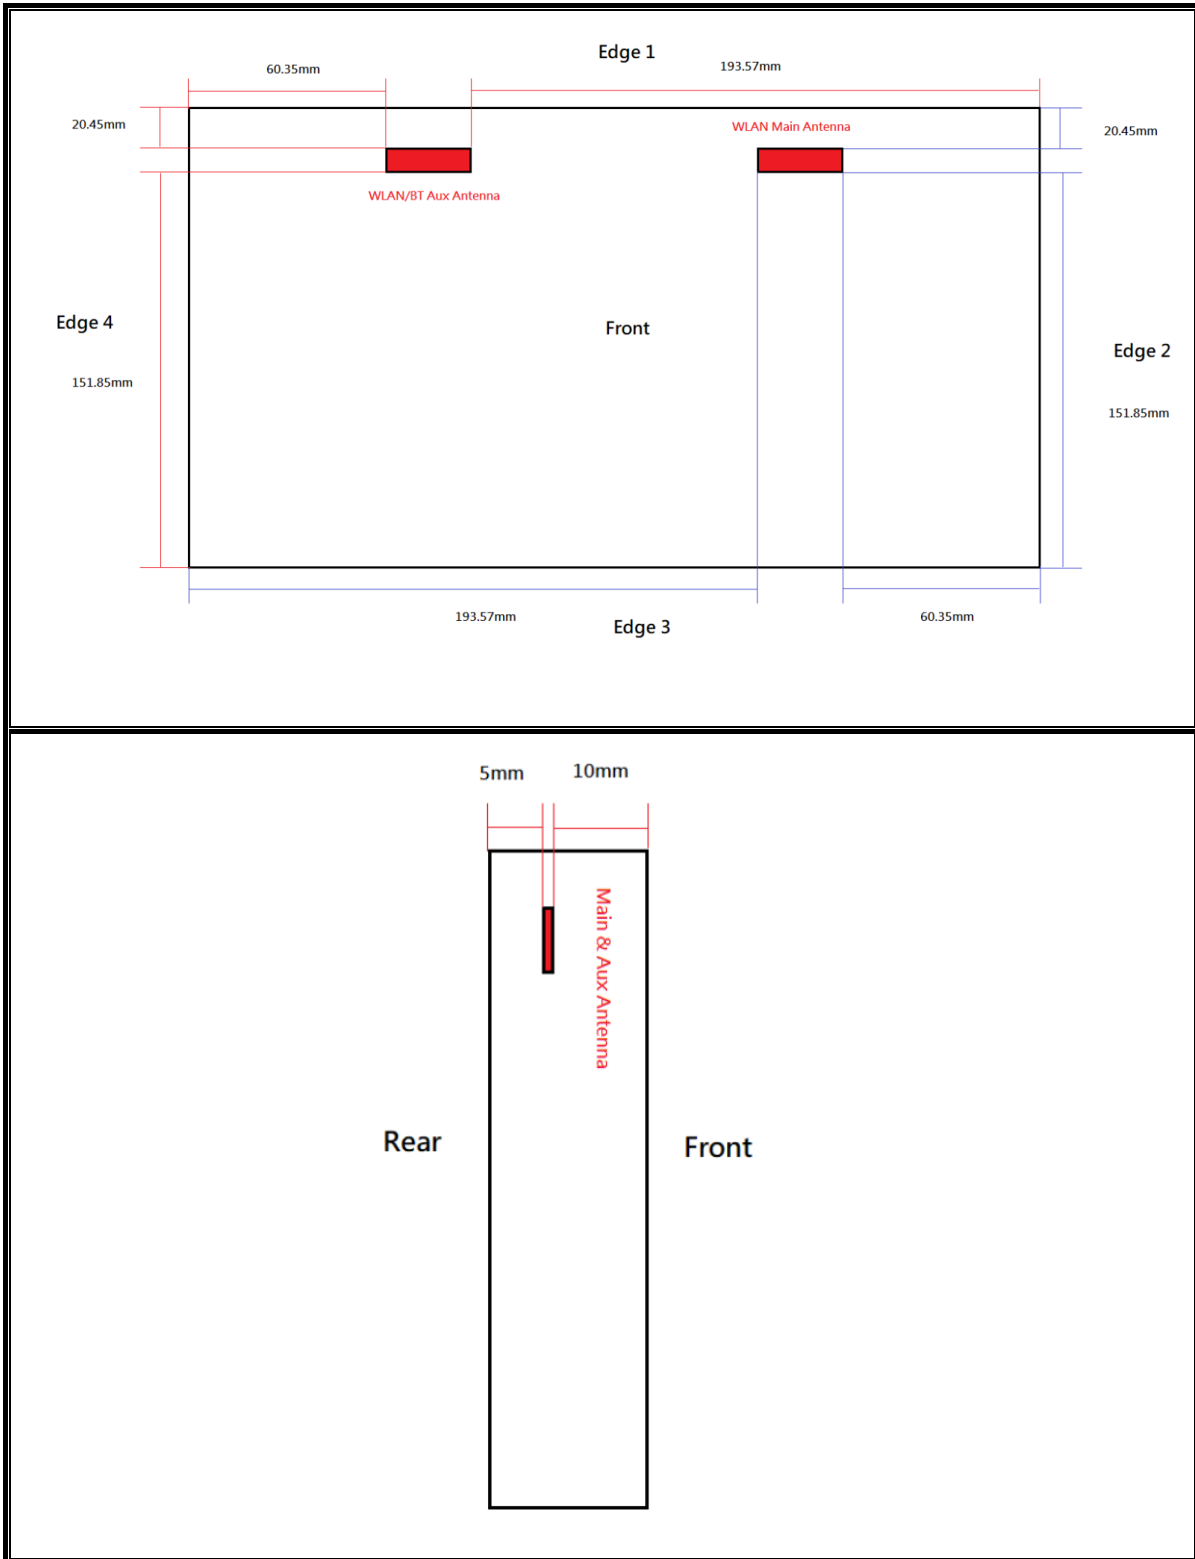 Edge 1
60.35mm
193.57mm
20.45mm
WLAN Main Antenna
20.45mm
WLAN/BT Aux Antenna
Edge 4
Front
Edge 2
151.85mm
151.85mm
193.57mm
Edge 3
60.35mm
5mm
10mm
Main & Aux Antenna
Rear
Front